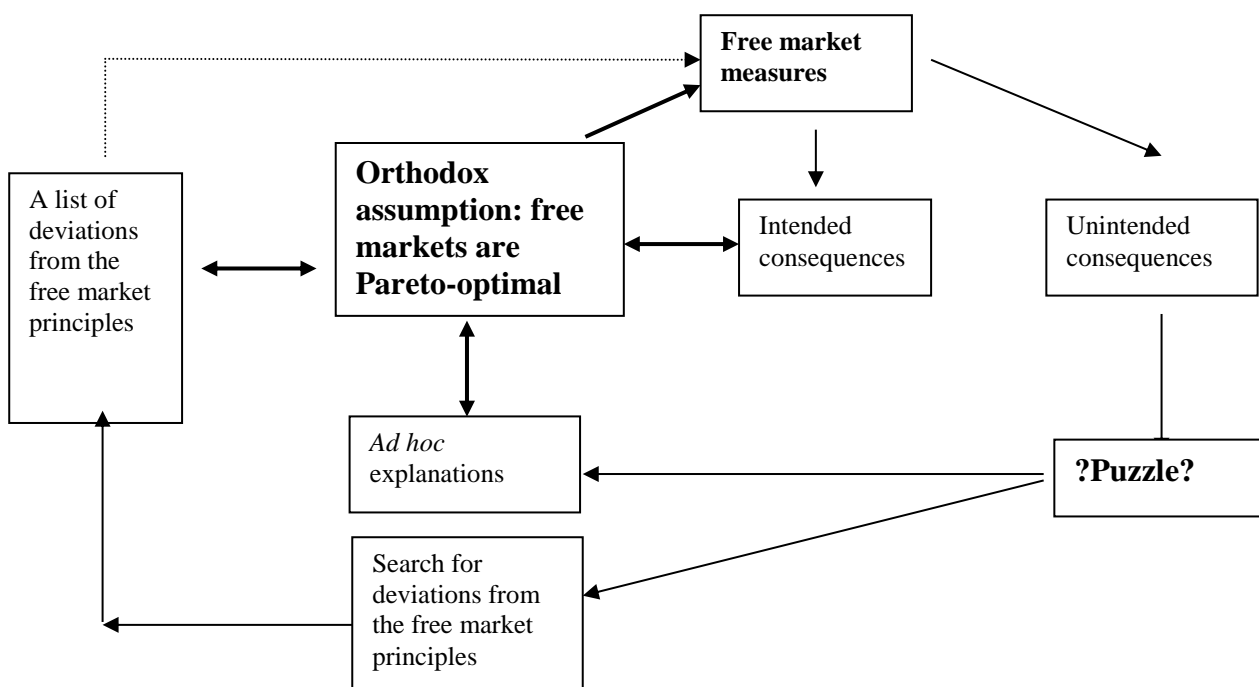 Free market
measures
Orthodox
assumption: free
markets are
Pareto-optimal
A list of
deviations
from the
free market
principles
Intended
consequences
Unintended
consequences
Ad hoc
explanations
?Puzzle?
Search for
deviations from
the free market
principles